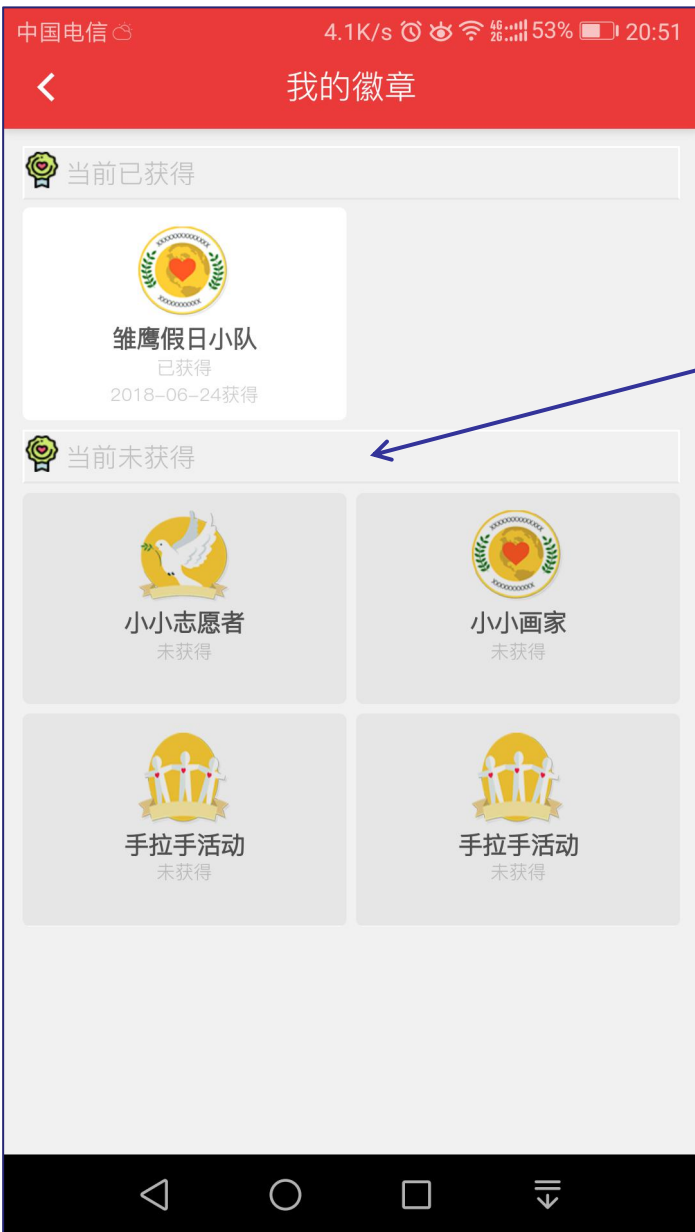 中国电信
4.1K/s 4G 2G 53% 20:51
我的徽章
当前已获得
雏鹰假日小队
已获得
2018-06-24获得
当前未获得
小小志愿者
未获得
小小画家
未获得
手拉手活动
未获得
手拉手活动
未获得